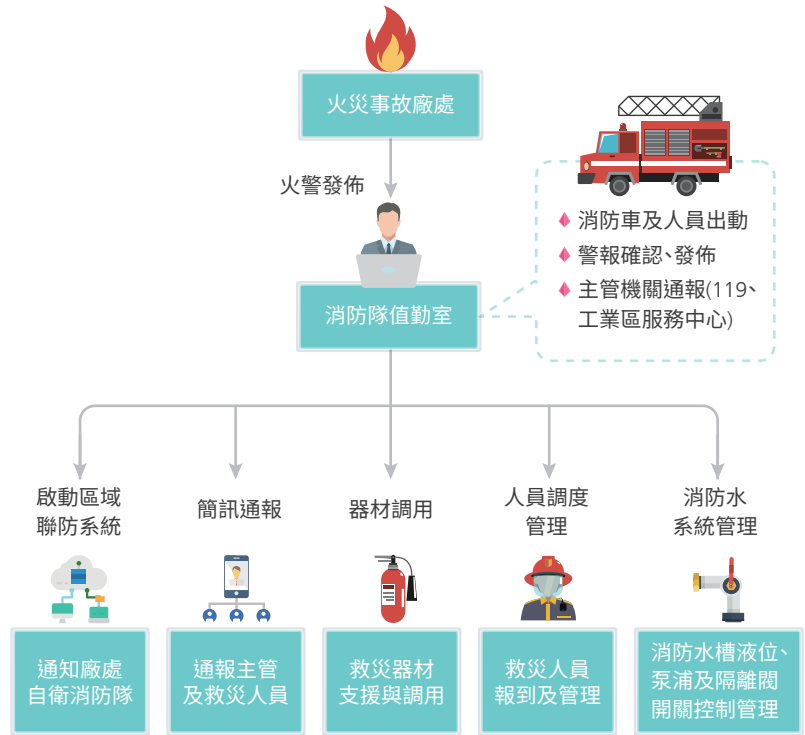 火災事故廠處
火警發佈
消防隊值勤室
消防車及人員出動
警報確認、發佈
主管機關通報(119、
工業區服務中心)
啟動區域
聯防系統
簡訊通報
器材調用
人員調度
管理
消防水
系統管理
通知廠處
自衛消防隊
通報主管
及救災人員
救災器材
支援與調用
救災人員
報到及管理
消防水槽液位、
泵浦及隔離閥
開關控制管理